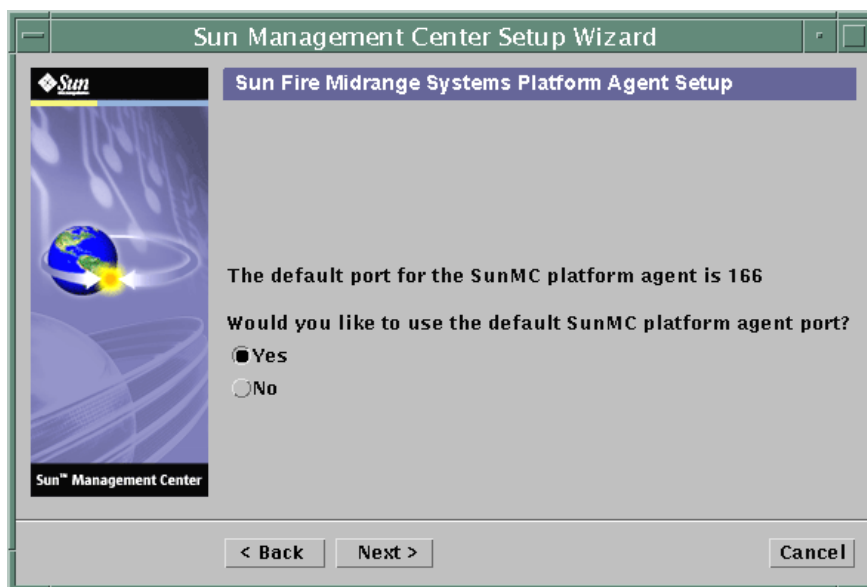 Sun Management Center Setup Wizard
Sun
Sun Fire Midrange Systems Platform Agent Setup
The default port for the SunMC platform agent is 166
Would you like to use the default SunMC platform agent port?
Yes
No
Sun™ Management Center
< Back Next > Cancel